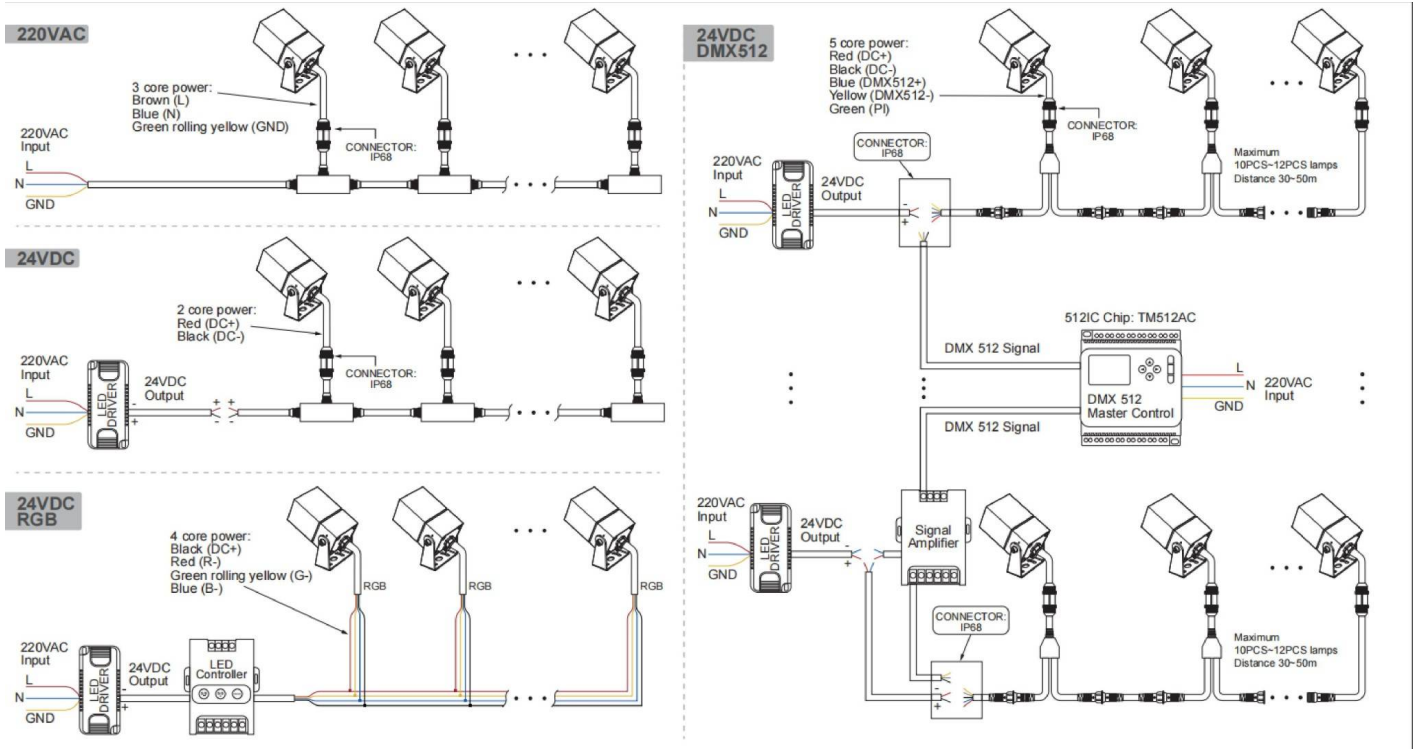 220VAC
3 core power:
Brown (L)
Blue (N)
Green rolling yellow (GND)
CONNECTOR:
IP68
220VAC
Input
L
N
GND
24VDC
2 core power:
Red (DC+)
Black (DC-)
CONNECTOR:
IP68
220VAC
Input
L
N
GND
LED
DRIVER
-
+
24VDC
Output
+ +
- -
24VDC
RGB
4 core power:
Black (DC+)
Red (R-)
Green rolling yellow (G-)
Blue (B-)
RGB
RGB
RGB
220VAC
Input
L
N
GND
LED
DRIVER
-
+
24VDC
Output
LED
Controller
24VDC
DMX512
5 core power:
Red (DC+)
Black (DC-)
Blue (DMX512+)
Yellow (DMX512-)
Green (PI)
CONNECTOR:
IP68
CONNECTOR:
IP68
Maximum
10PCS~12PCS lamps
Distance 30~50m
220VAC
Input
L
N
GND
LED
DRIVER
24VDC
Output
-
+
512IC Chip: TM512AC
DMX 512 Signal
DMX 512
Master Control
L
N
GND
220VAC
Input
DMX 512 Signal
220VAC
Input
L
N
GND
LED
DRIVER
24VDC
Output
-
+
Signal
Amplifier
CONNECTOR:
IP68
-
+
Maximum
10PCS~12PCS lamps
Distance 30~50m